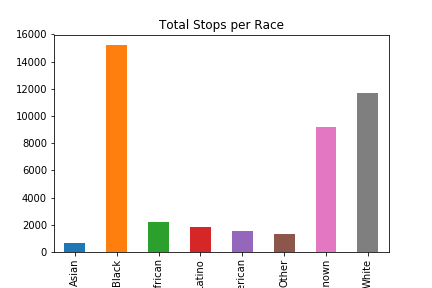 Total Stops per Race
16000
14000
12000
10000
8000
6000
4000
2000
0
Asian
Black
frican
atino
erican
Other
nown
White